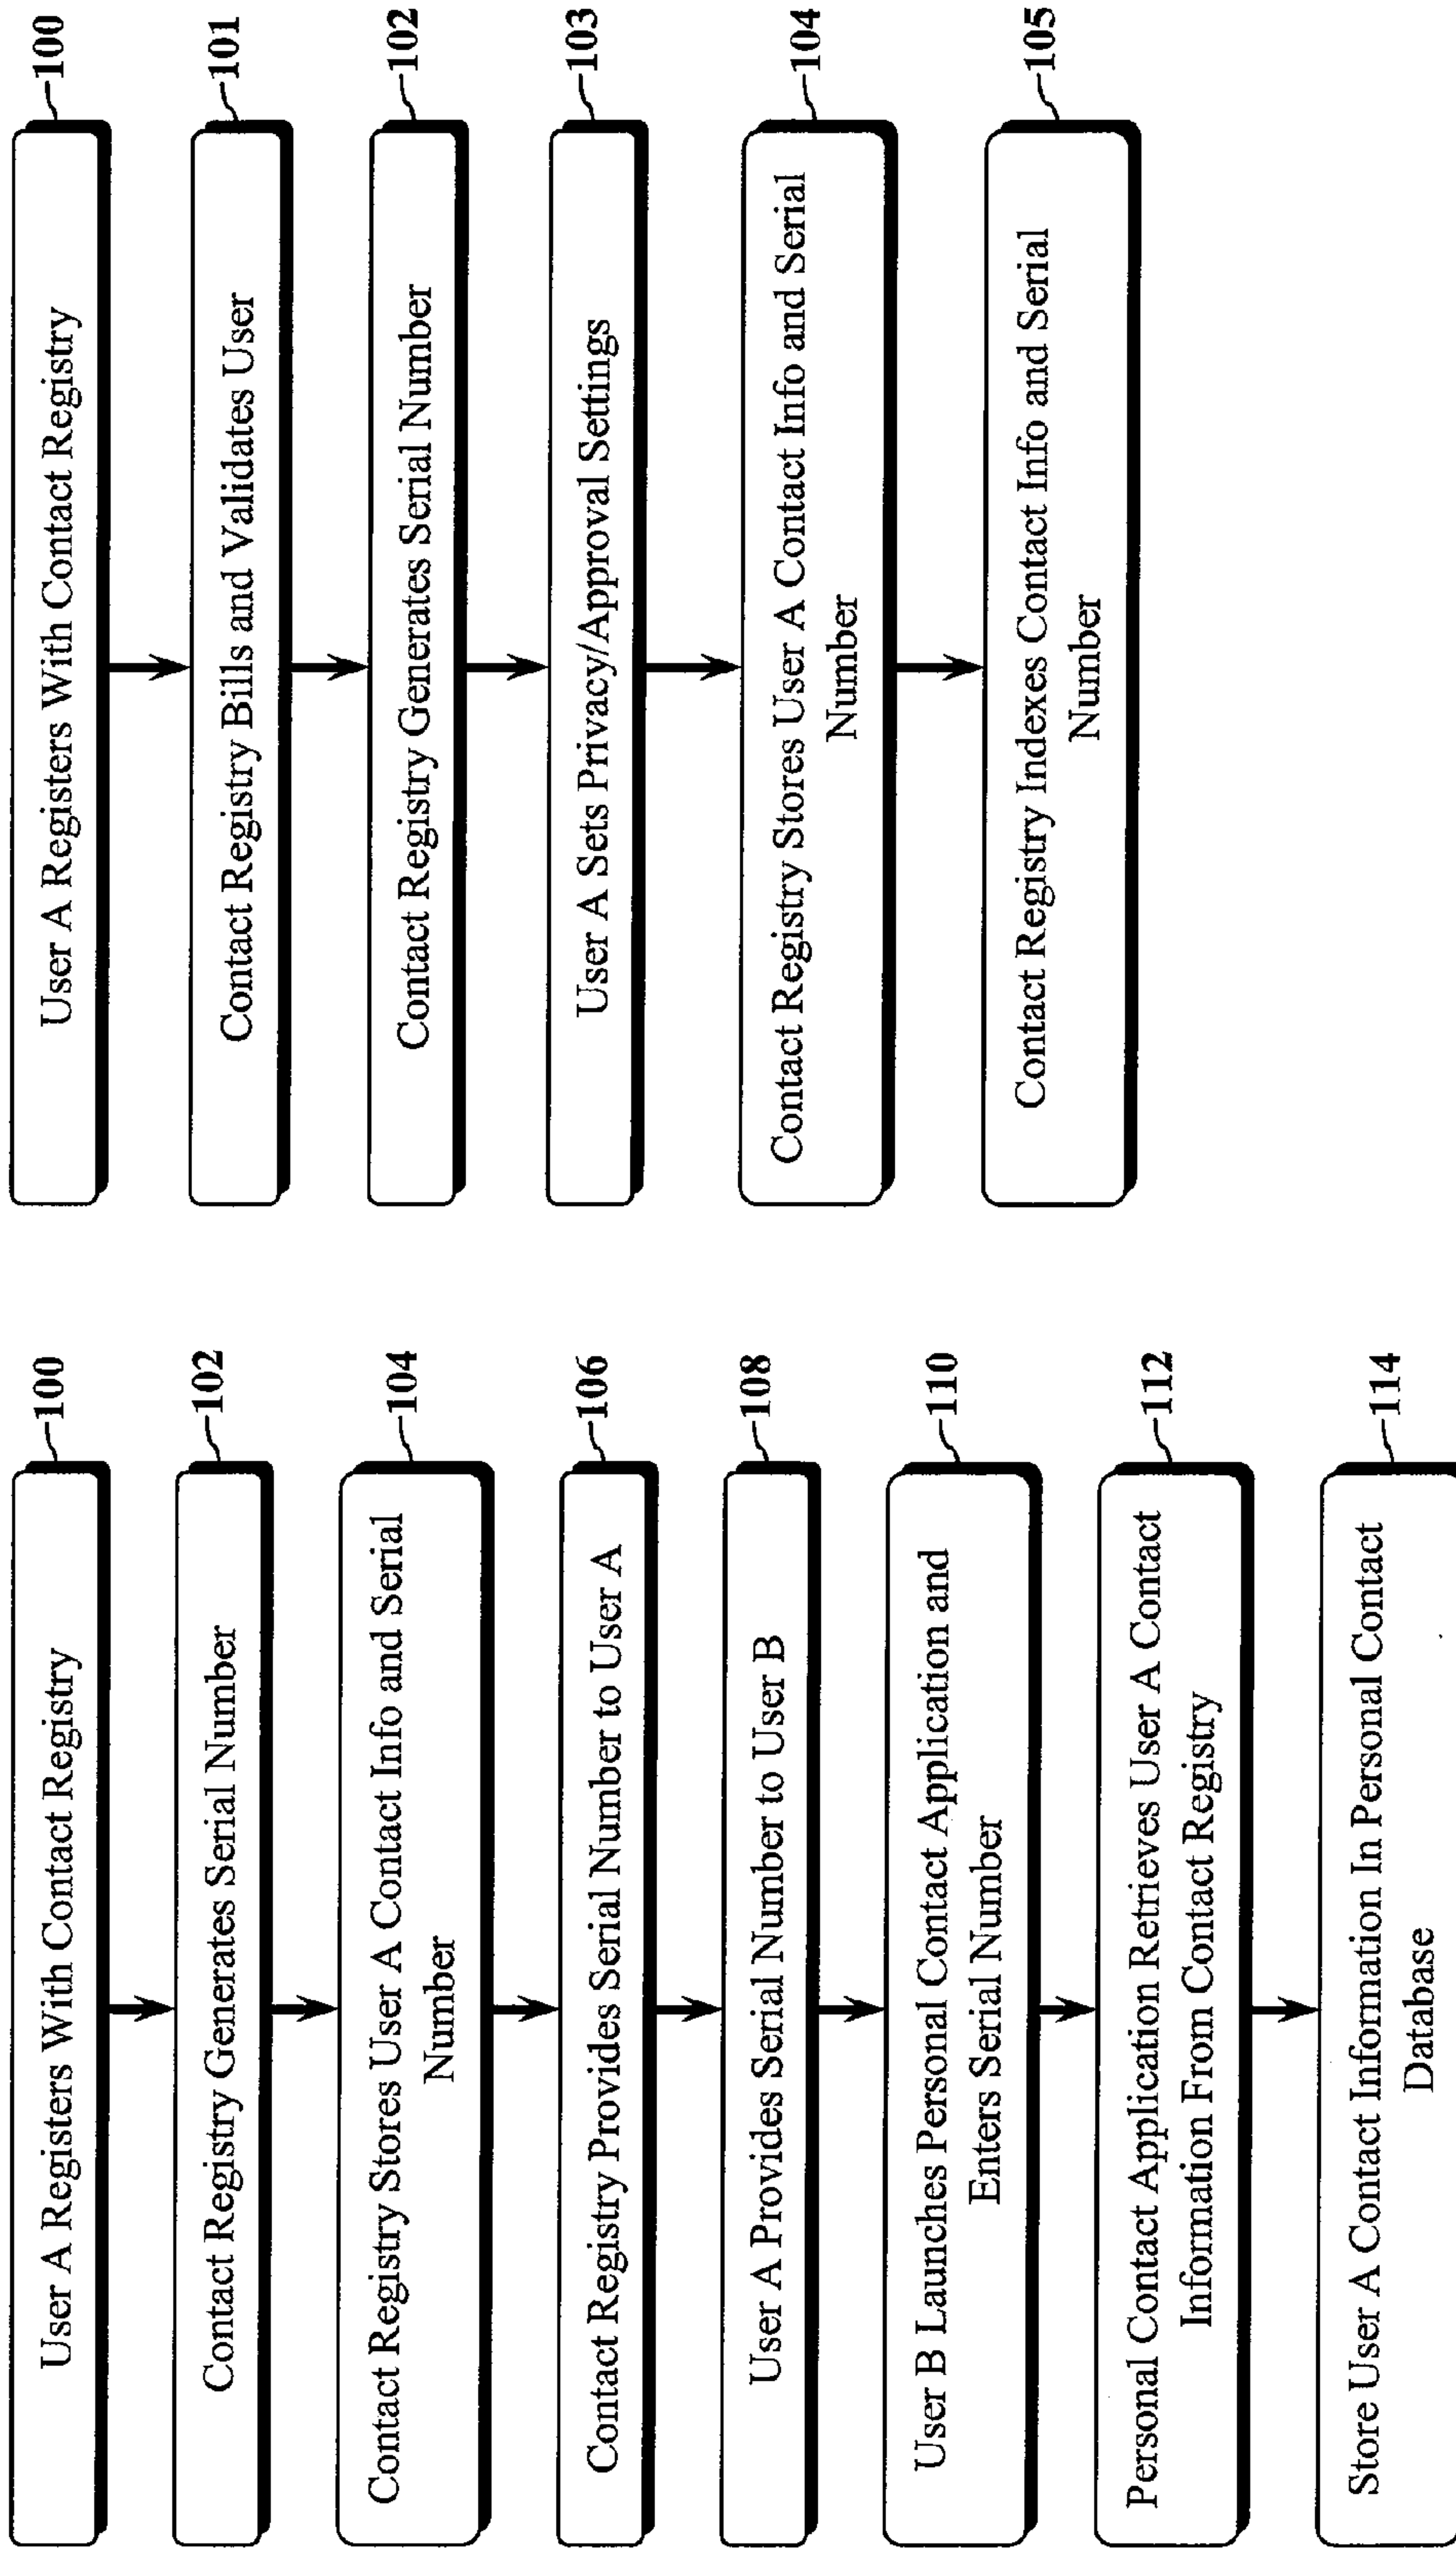 User A Registers With Contact Registry
100
Contact Registry Generates Serial Number
102
Contact Registry Stores User A Contact Info and Serial
Number
104
Contact Registry Provides Serial Number to User A
106
User A Provides Serial Number to User B
108
User B Launches Personal Contact Application and
Enters Serial Number
110
Personal Contact Application Retrieves User A Contact
Information From Contact Registry
112
Store User A Contact Information In Personal Contact
Database
114
User A Registers With Contact Registry
100
Contact Registry Bills and Validates User
101
Contact Registry Generates Serial Number
102
User A Sets Privacy/Approval Settings
103
Contact Registry Stores User A Contact Info and Serial
Number
104
Contact Registry Indexes Contact Info and Serial
Number
105